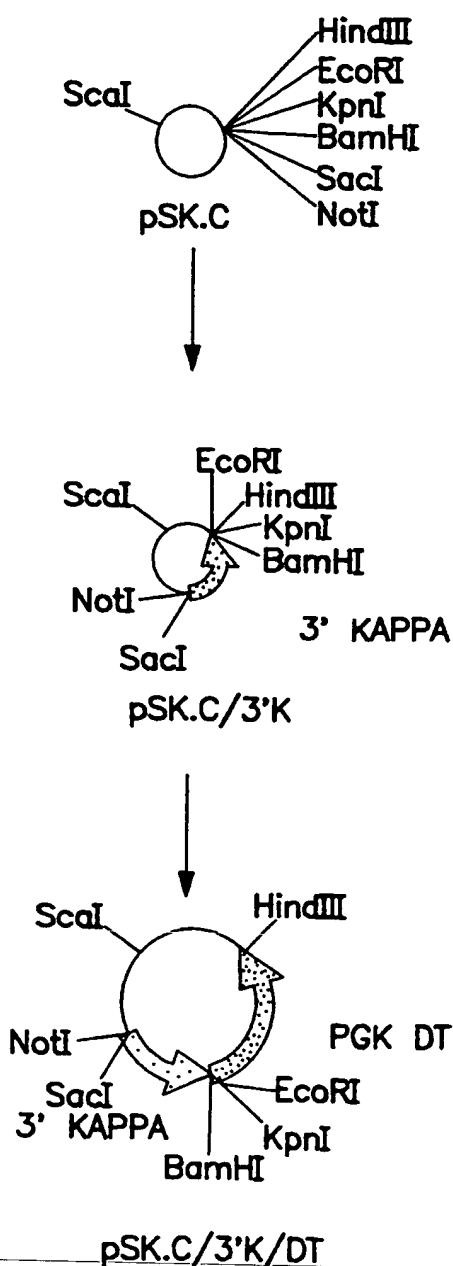 HindIII
EcoRI
ScaI
KpnI
BamHI
SacI
NotI
pSK.C
EcoRI
ScaI
HindIII
KpnI
BamHI
NotI
3' KAPPA
SacI
pSK.C/3'K
ScaI
HindIII
NotI
PGK DT
SacI
EcoRI
3' KAPPA
KpnI
BamHI
pSK.C/3'K/DT